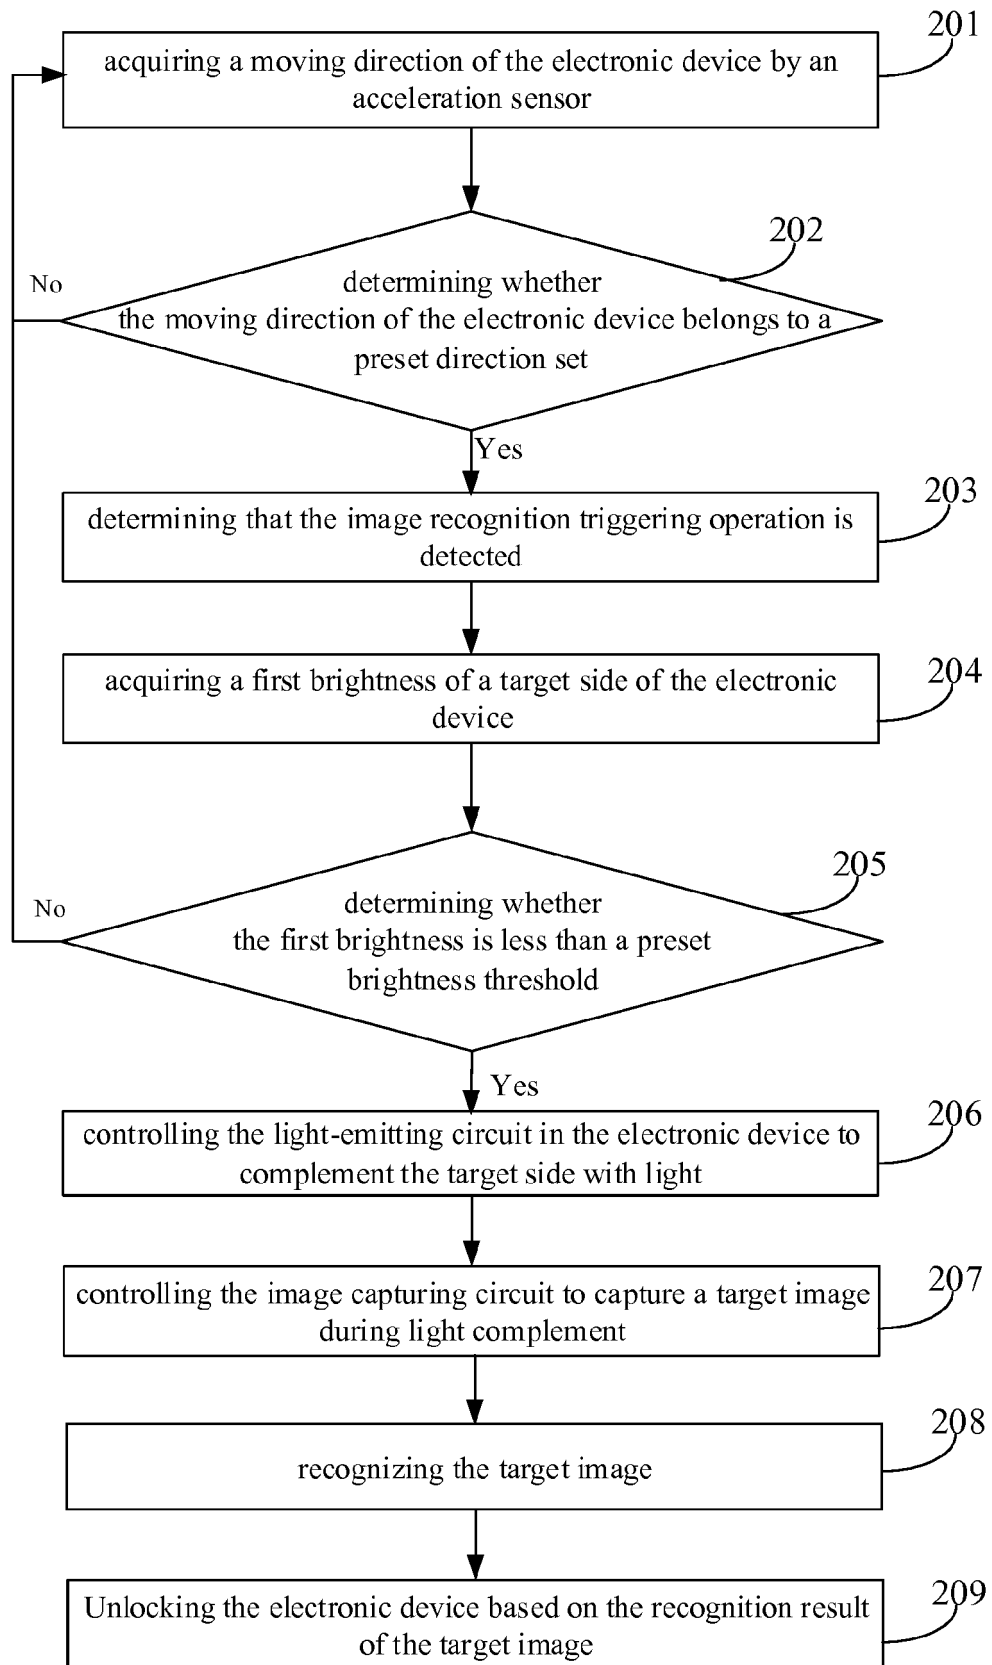 201
acquiring a moving direction of the electronic device by an
acceleration sensor
202
No
determining whether
the moving direction of the electronic device belongs to a
preset direction set
Yes
203
determining that the image recognition triggering operation is
detected
204
acquiring a first brightness of a target side of the electronic
device
205
No
determining whether
the first brightness is less than a preset
brightness threshold
Yes
206
controlling the light-emitting circuit in the electronic device to
complement the target side with light
207
controlling the image capturing circuit to capture a target image
during light complement
208
recognizing the target image
209
Unlocking the electronic device based on the recognition result
of the target image